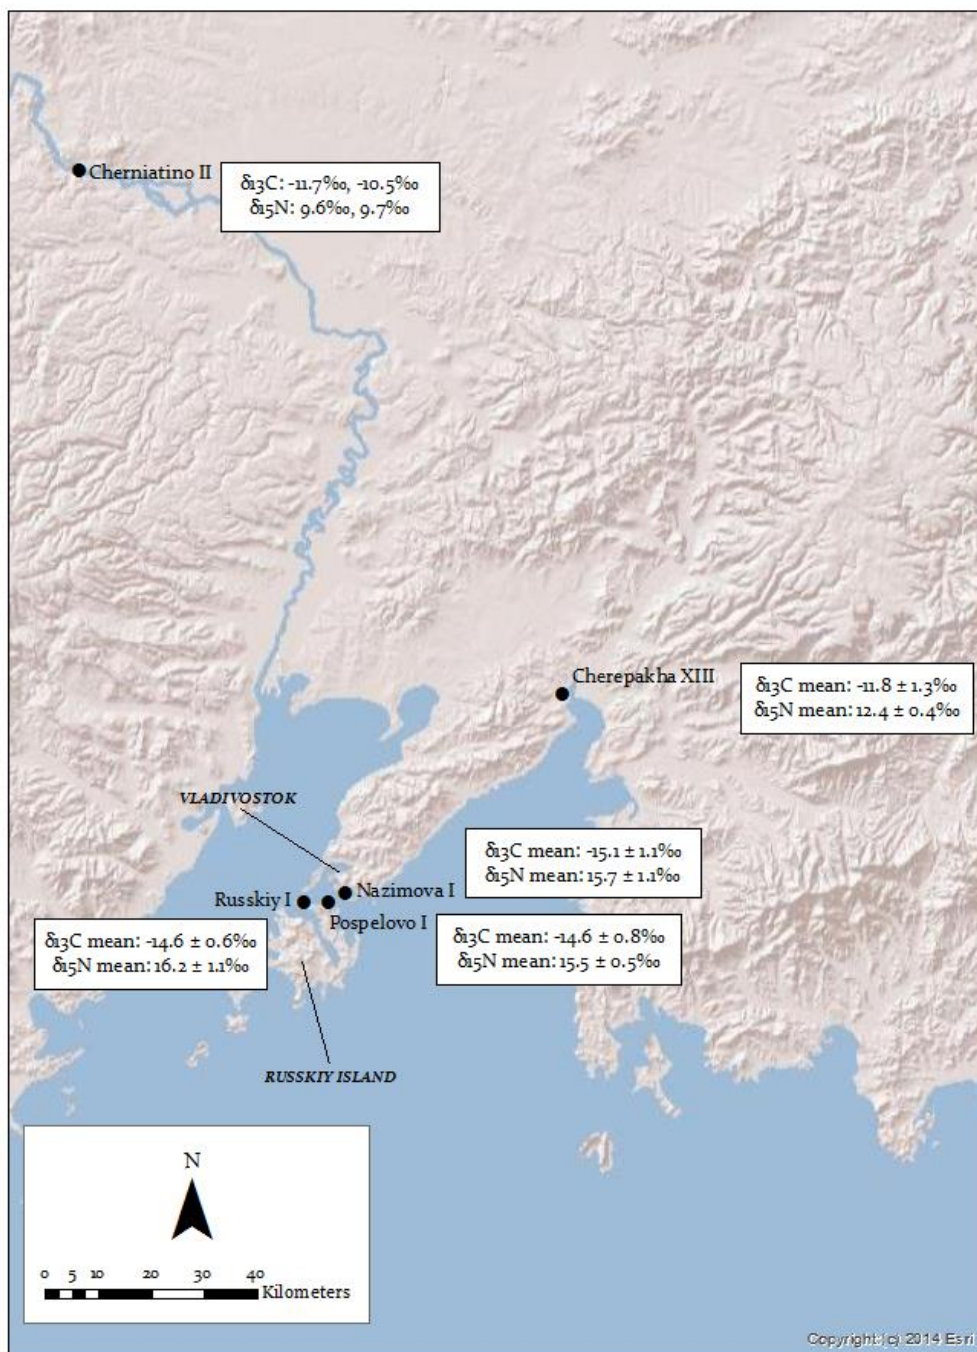 Cherniatino II
δ13C: -11.7‰, -10.5‰
δ15N: 9.6‰, 9.7‰
Cherepakha XIII
δ13C mean: -11.8 ± 1.3‰
δ15N mean: 12.4 ± 0.4‰
VLADIVOSTOK
δ13C mean: -15.1 ± 1.1‰
δ15N mean: 15.7 ± 1.1‰
Nazimova I
Russkiy I
Pospelovo I
δ13C mean: -14.6 ± 0.6‰
δ15N mean: 16.2 ± 1.1‰
δ13C mean: -14.6 ± 0.8‰
δ15N mean: 15.5 ± 0.5‰
RUSSKIY ISLAND
N
0 5 10 20 30 40
Kilometers
Copyright:(c) 2014 Esri